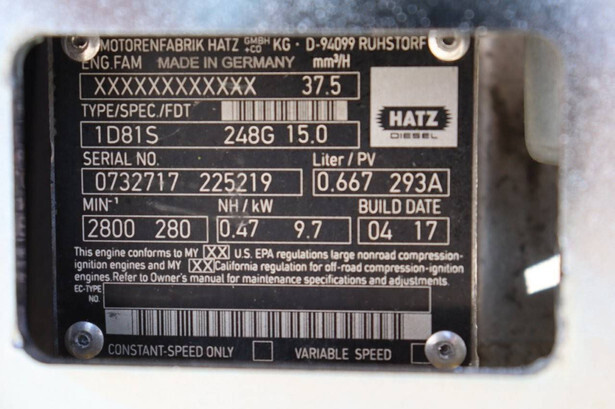 MOTORENFABRIK HATZ GMBH +CO KG · D-94099 RUHSTORF
ENG.FAM MADE IN GERMANY mm³/H
XXXXXXXXXXXX 37.5
TYPE/SPEC./FDT
1D81S 248G 15.0
HATZ
DIESEL
SERIAL NO. Liter / PV
0732717 225219 0.667 293A
MIN⁻¹ NH / kW BUILD DATE
2800 280 0.47 9.7 04 17
This engine conforms to MY XX U.S. EPA regulations large nonroad compression-
ignition engines and MY XX California regulation for off-road compression-ignition
engines. Refer to Owner's manual for maintenance specifications and adjustments.
EC-TYPE
NO.
CONSTANT-SPEED ONLY VARIABLE SPEED